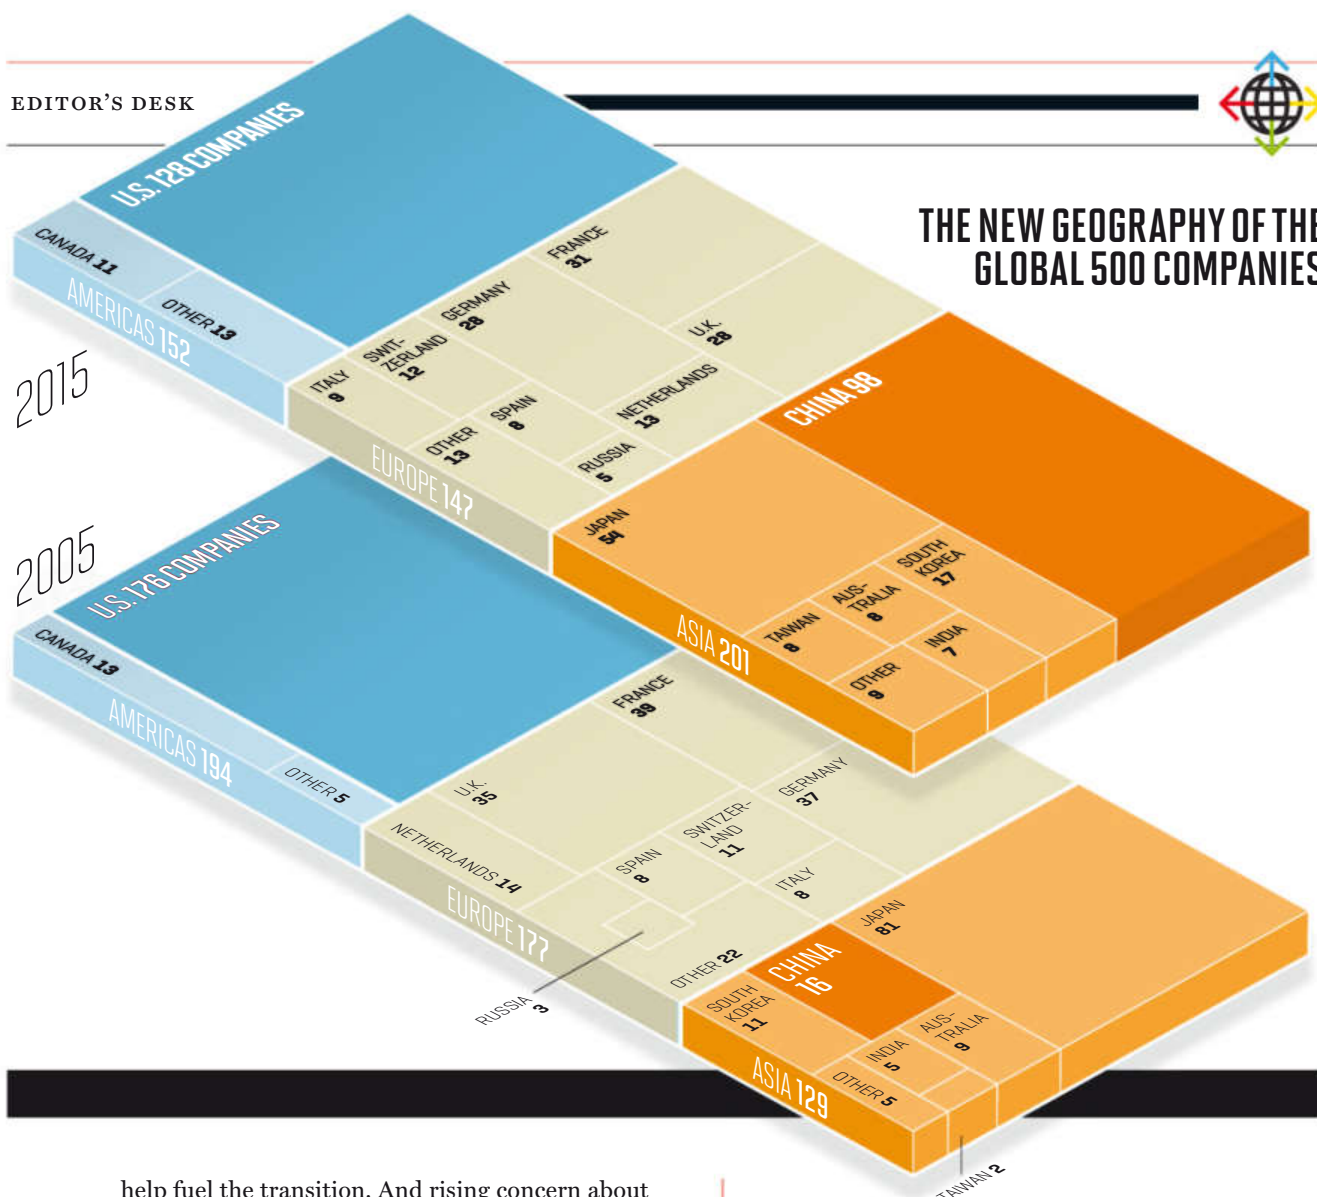 EDITOR'S DESK
THE NEW GEOGRAPHY OF THE
GLOBAL 500 COMPANIES
2015
U.S. 128 COMPANIES
CANADA 11
OTHER 13
AMERICAS 152
FRANCE
31
GERMANY
28
U.K.
28
SWIT-
ZERLAND
12
ITALY
9
NETHERLANDS
13
SPAIN
8
OTHER
13
RUSSIA
5
EUROPE 147
CHINA 98
JAPAN
54
SOUTH
KOREA
17
AUS-
TRALIA
8
TAIWAN
8
INDIA
7
OTHER
9
ASIA 201
2005
U.S. 176 COMPANIES
CANADA 13
OTHER 5
AMERICAS 194
FRANCE
39
U.K.
35
GERMANY
37
NETHERLANDS 14
SWITZER-
LAND
11
SPAIN
8
ITALY
8
OTHER 22
RUSSIA
3
EUROPE 177
JAPAN
81
CHINA
16
SOUTH
KOREA
11
AUS-
TRALIA
9
INDIA
5
OTHER 5
ASIA 129
TAIWAN 2
help fuel the transition. And rising concern about